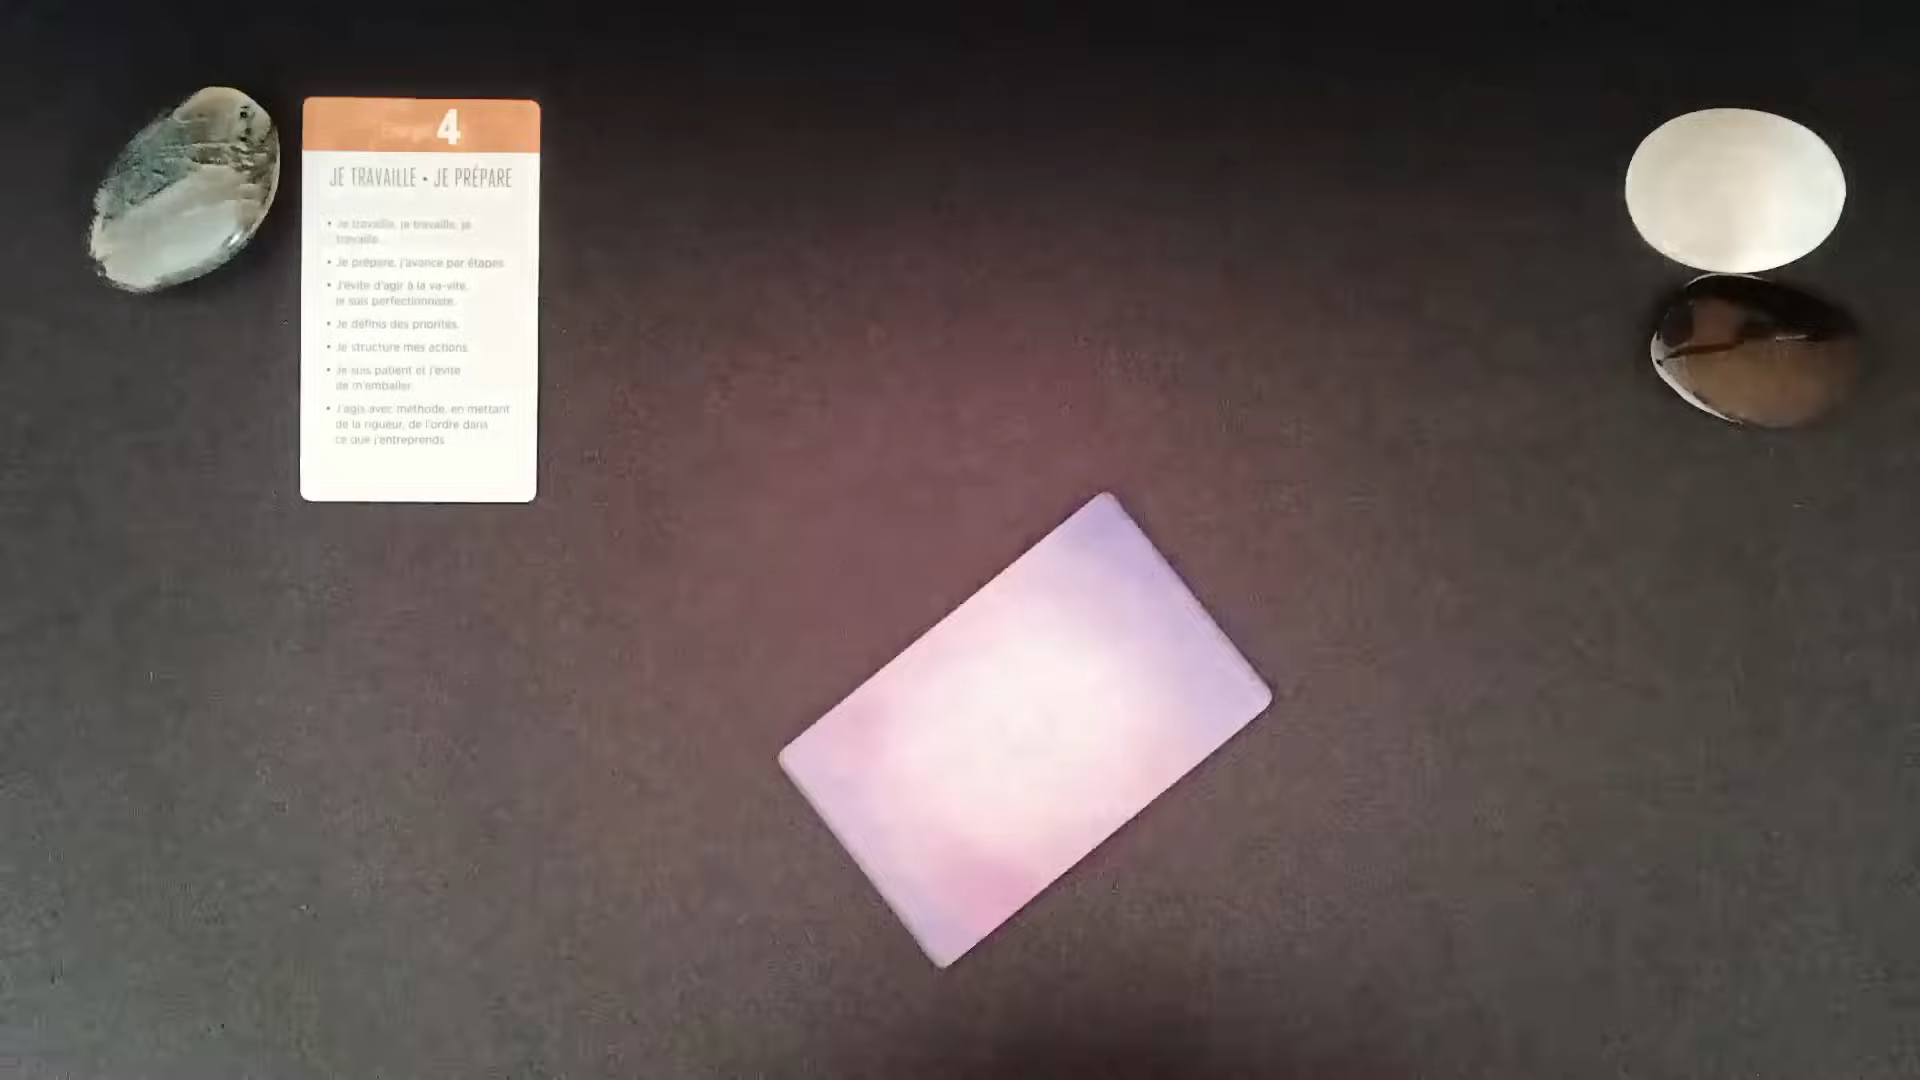 Énergie 4
JE TRAVAILLE • JE PRÉPARE
• Je travaille, je travaille, je
travaille...
• Je prépare, j'avance par étapes.
• J'évite d'agir à la va-vite,
je suis perfectionniste.
• Je définis des priorités.
• Je structure mes actions.
• Je suis patient et j'évite
de m'emballer.
• J'agis avec méthode, en mettant
de la rigueur, de l'ordre dans
ce que j'entreprends.